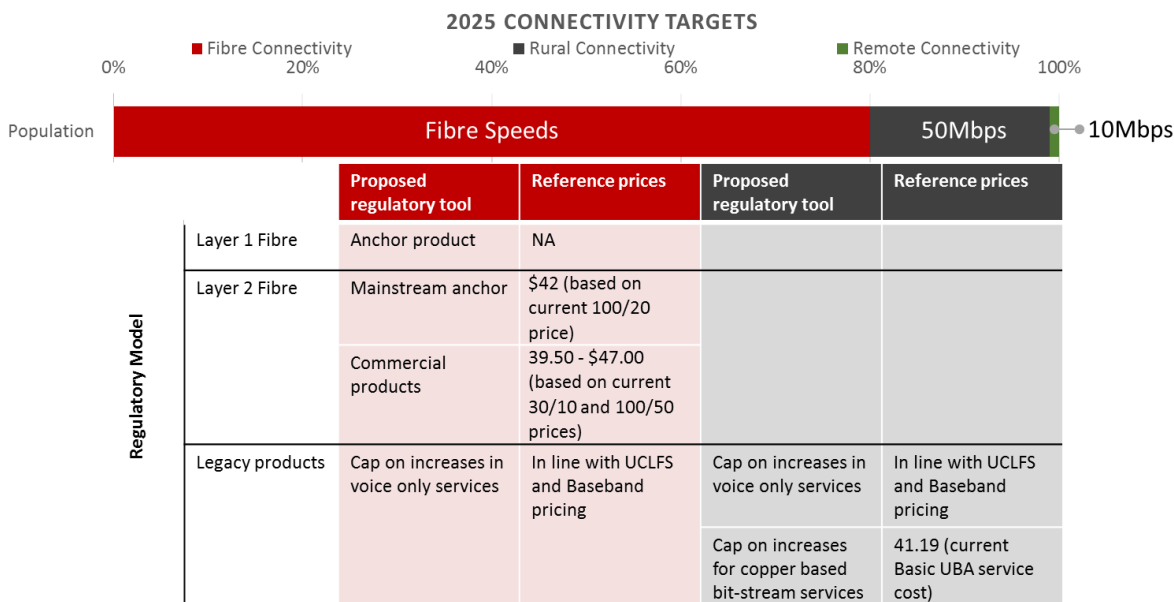 2025 CONNECTIVITY TARGETS
Fibre Connectivity
Rural Connectivity
Remote Connectivity
0%
20%
40%
60%
80%
100%
Population
Fibre Speeds
50Mbps
10Mbps
Proposed
regulatory tool
Reference prices
Proposed
regulatory tool
Reference prices
Regulatory Model
Layer 1 Fibre
Anchor product
NA
Layer 2 Fibre
Mainstream anchor
$42 (based on
current 100/20
price)
Commercial
products
39.50 - $47.00
(based on current
30/10 and 100/50
prices)
Legacy products
Cap on increases in
voice only services
In line with UCLFS
and Baseband
pricing
Cap on increases in
voice only services
In line with UCLFS
and Baseband
pricing
Cap on increases
for copper based
bit-stream services
41.19 (current
Basic UBA service
cost)